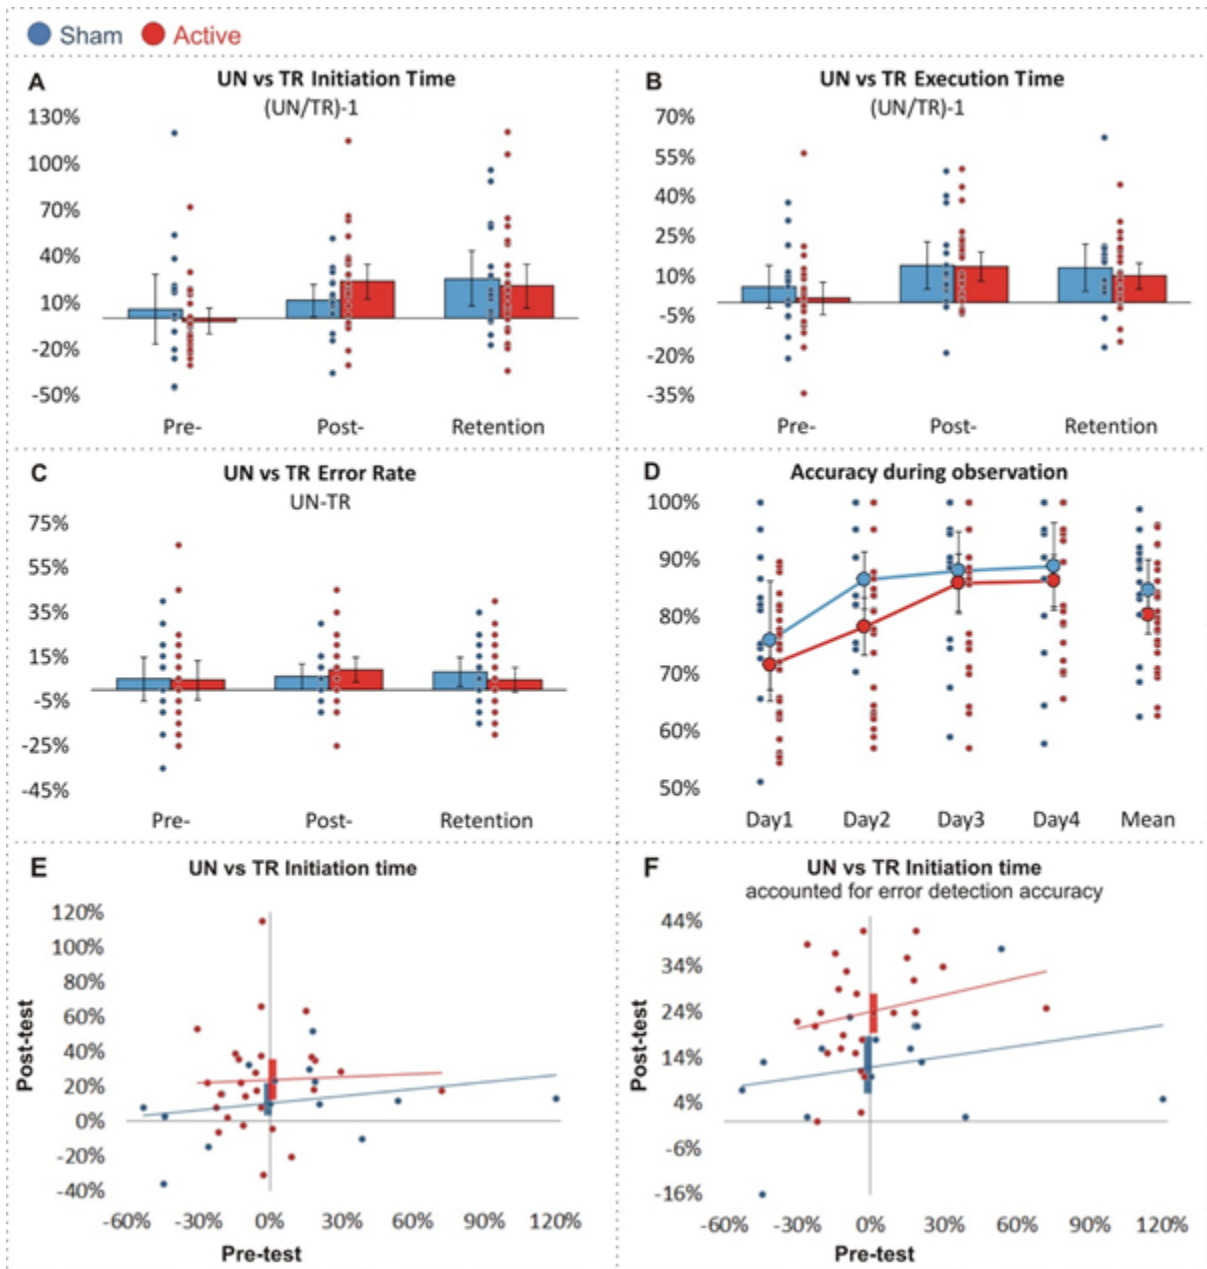 Sham Active
A UN vs TR Initiation Time
(UN/TR)-1
130%
100%
70%
40%
10%
-20%
-50%
Pre- Post- Retention
B UN vs TR Execution Time
(UN/TR)-1
70%
55%
40%
25%
10%
-5%
-20%
-35%
Pre- Post- Retention
C UN vs TR Error Rate
UN-TR
75%
55%
35%
15%
-5%
-25%
-45%
Pre- Post- Retention
D Accuracy during observation
100%
90%
80%
70%
60%
50%
Day1 Day2 Day3 Day4 Mean
E UN vs TR Initiation time
Post-test
120%
100%
80%
60%
40%
20%
0%
-20%
-40%
-60% -30% 0% 30% 60% 90% 120%
Pre-test
F UN vs TR Initiation time
accounted for error detection accuracy
Post-test
44%
34%
24%
14%
4%
-6%
-16%
-60% -30% 0% 30% 60% 90% 120%
Pre-test